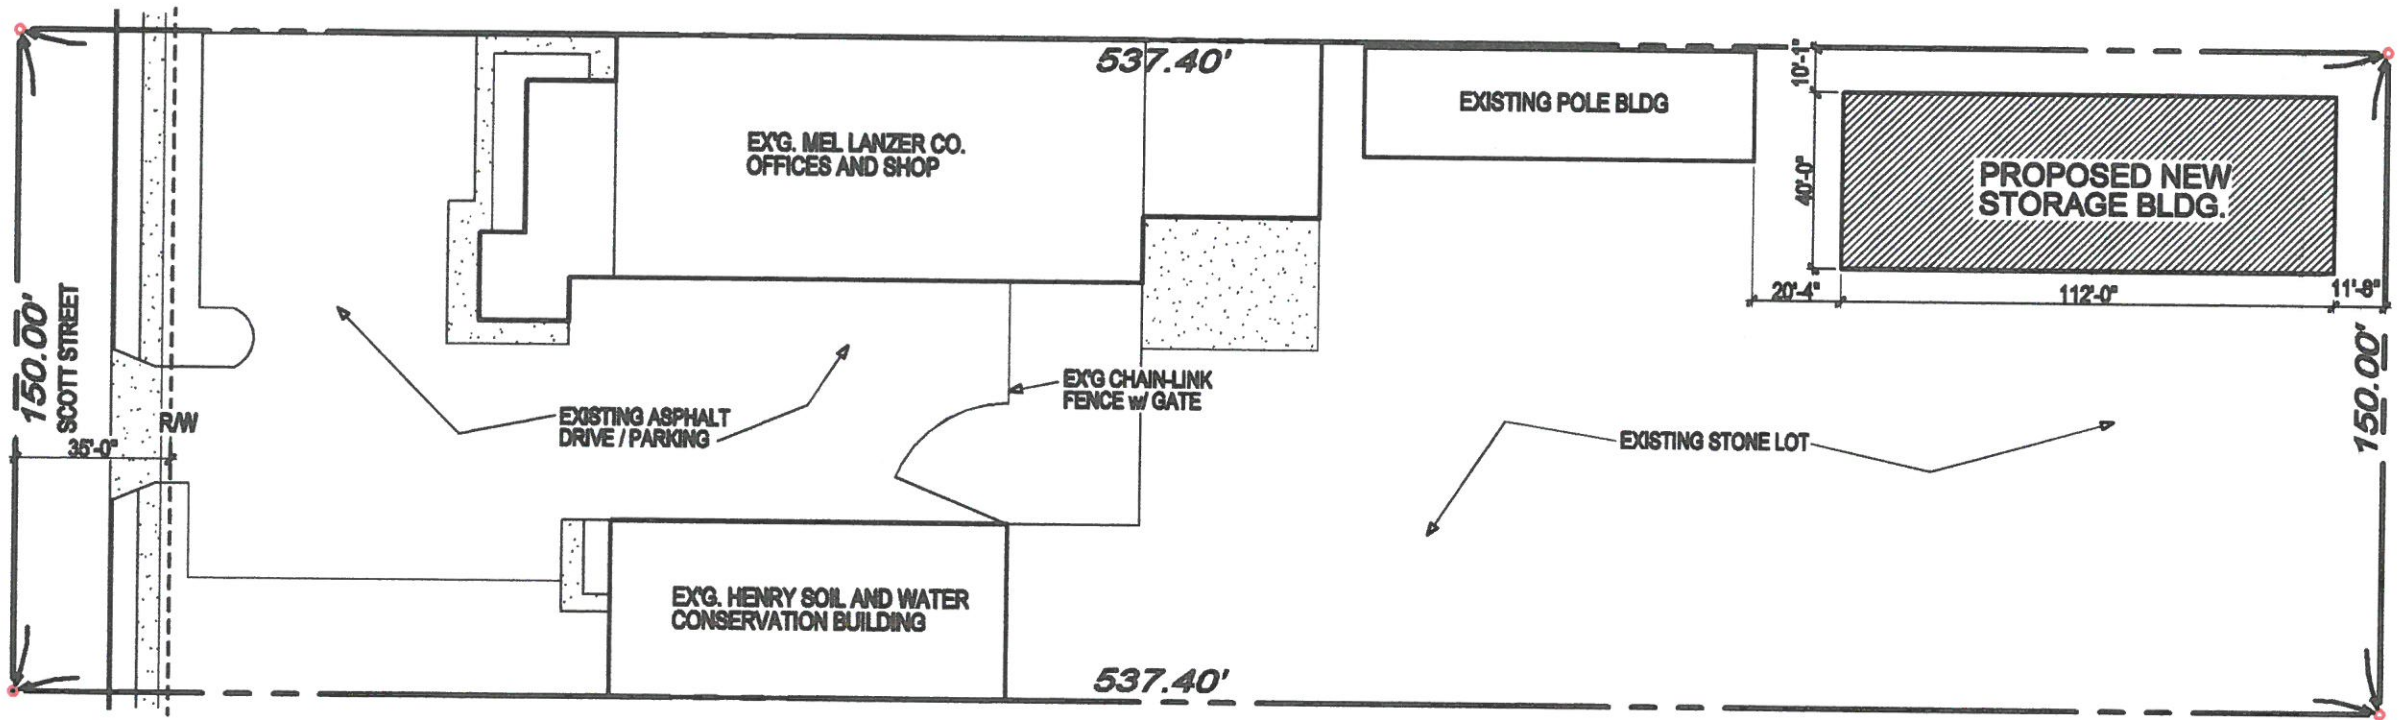 537.40'
10'-1"
EXISTING POLE BLDG
EX'G. MEL LANZER CO.
OFFICES AND SHOP
40'-0"
PROPOSED NEW
STORAGE BLDG.
20'-4"
112'-0"
11'-8"
150.00'
SCOTT STREET
R/W
35'-0"
EXISTING ASPHALT
DRIVE / PARKING
EX'G CHAIN-LINK
FENCE w/ GATE
EXISTING STONE LOT
150.00'
EX'G. HENRY SOIL AND WATER
CONSERVATION BUILDING
537.40'